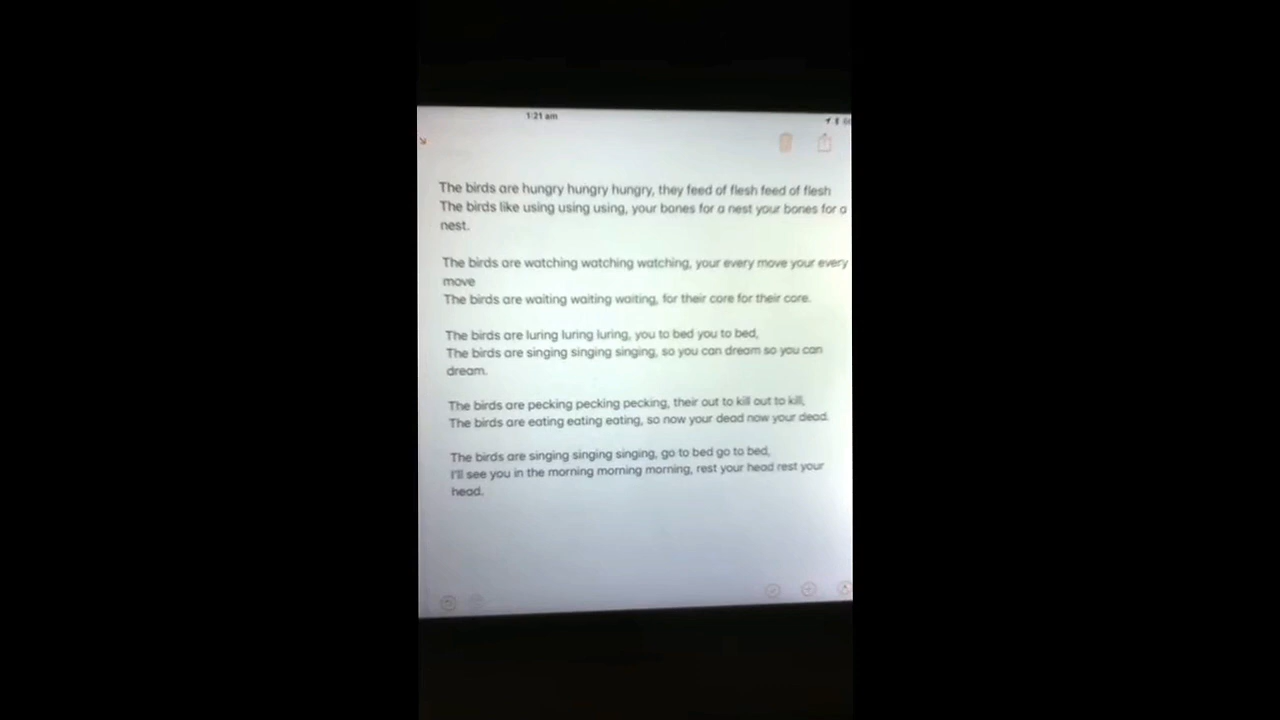 1:21 am
The birds are hungry hungry hungry, they feed of flesh feed of flesh
The birds like using using using, your bones for a nest your bones for a
nest.
The birds are watching watching watching, your every move your every
move
The birds are waiting waiting waiting, for their core for their core.
The birds are luring luring luring, you to bed you to bed,
The birds are singing singing singing, so you can dream so you can
dream.
The birds are pecking pecking pecking, their out to kill out to kill,
The birds are eating eating eating, so now your dead now your dead.
The birds are singing singing singing, go to bed go to bed,
I'll see you in the morning morning morning, rest your head rest your
head.